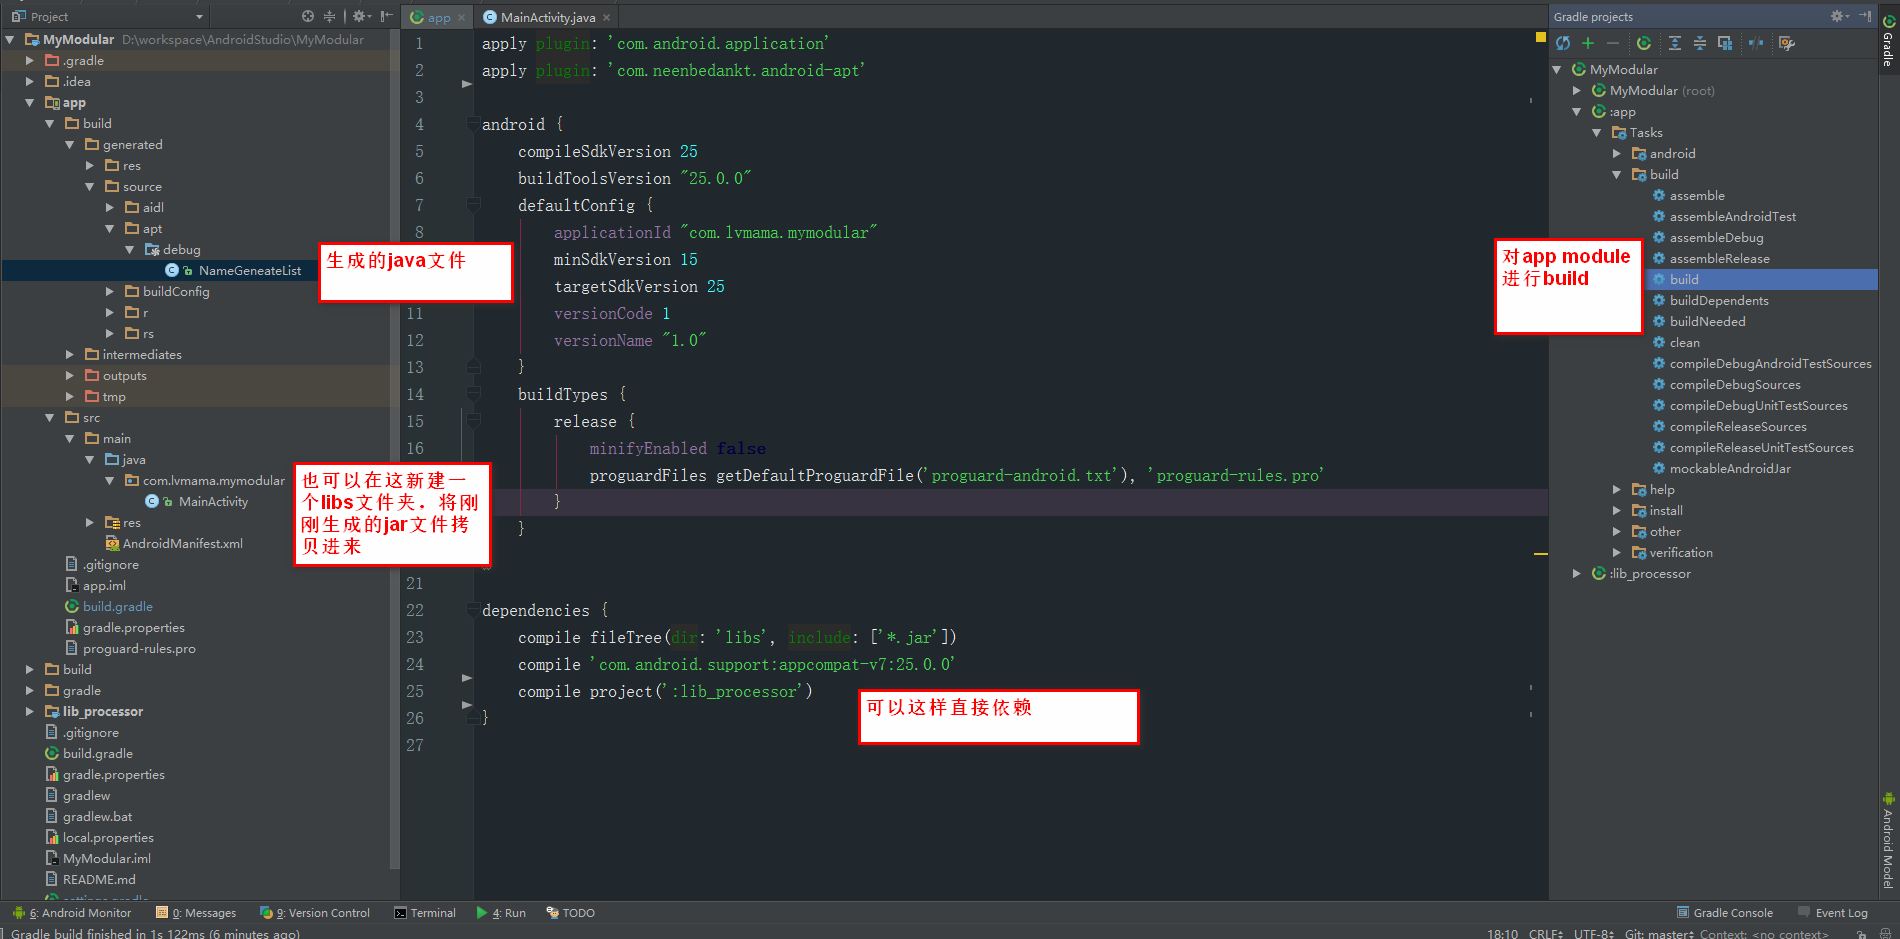 Project
app
MainActivity.java
Gradle projects
MyModular D:\workspace\AndroidStudio\MyModular
.gradle
.idea
app
build
generated
res
source
aidl
apt
debug
NameGeneateList
buildConfig
r
rs
intermediates
outputs
tmp
src
main
java
com.lvmama.mymodular
MainActivity
res
AndroidManifest.xml
.gitignore
app.iml
build.gradle
gradle.properties
proguard-rules.pro
build
gradle
lib_processor
.gitignore
build.gradle
gradle.properties
gradlew
gradlew.bat
local.properties
MyModular.iml
README.md
settings.gradle
生成的java文件
也可以在这新建一
个libs文件夹，将刚
刚生成的jar文件拷
贝进来
1 apply plugin: 'com.android.application'
2 apply plugin: 'com.neenbedankt.android-apt'
3
4 android {
5 compileSdkVersion 25
6 buildToolsVersion "25.0.0"
7 defaultConfig {
8 applicationId "com.lvmama.mymodular"
minSdkVersion 15
targetSdkVersion 25
11 versionCode 1
12 versionName "1.0"
13 }
14 buildTypes {
15 release {
16 minifyEnabled false
proguardFiles getDefaultProguardFile('proguard-android.txt'), 'proguard-rules.pro'
}
}
21
22 dependencies {
23 compile fileTree(dir: 'libs', include: ['*.jar'])
24 compile 'com.android.support:appcompat-v7:25.0.0'
25 compile project(':lib_processor')
26 }
27
可以这样直接依赖
对app module
进行build
MyModular
MyModular (root)
:app
Tasks
android
build
assemble
assembleAndroidTest
assembleDebug
assembleRelease
build
buildDependents
buildNeeded
clean
compileDebugAndroidTestSources
compileDebugSources
compileDebugUnitTestSources
compileReleaseSources
compileReleaseUnitTestSources
mockableAndroidJar
help
install
other
verification
:lib_processor
Gradle
Android Model
6: Android Monitor
0: Messages
9: Version Control
Terminal
4: Run
TODO
Gradle Console
Event Log
Gradle build finished in 1s 122ms (6 minutes ago)
18:10 CRLF UTF-8 Git: master Context: <no context>